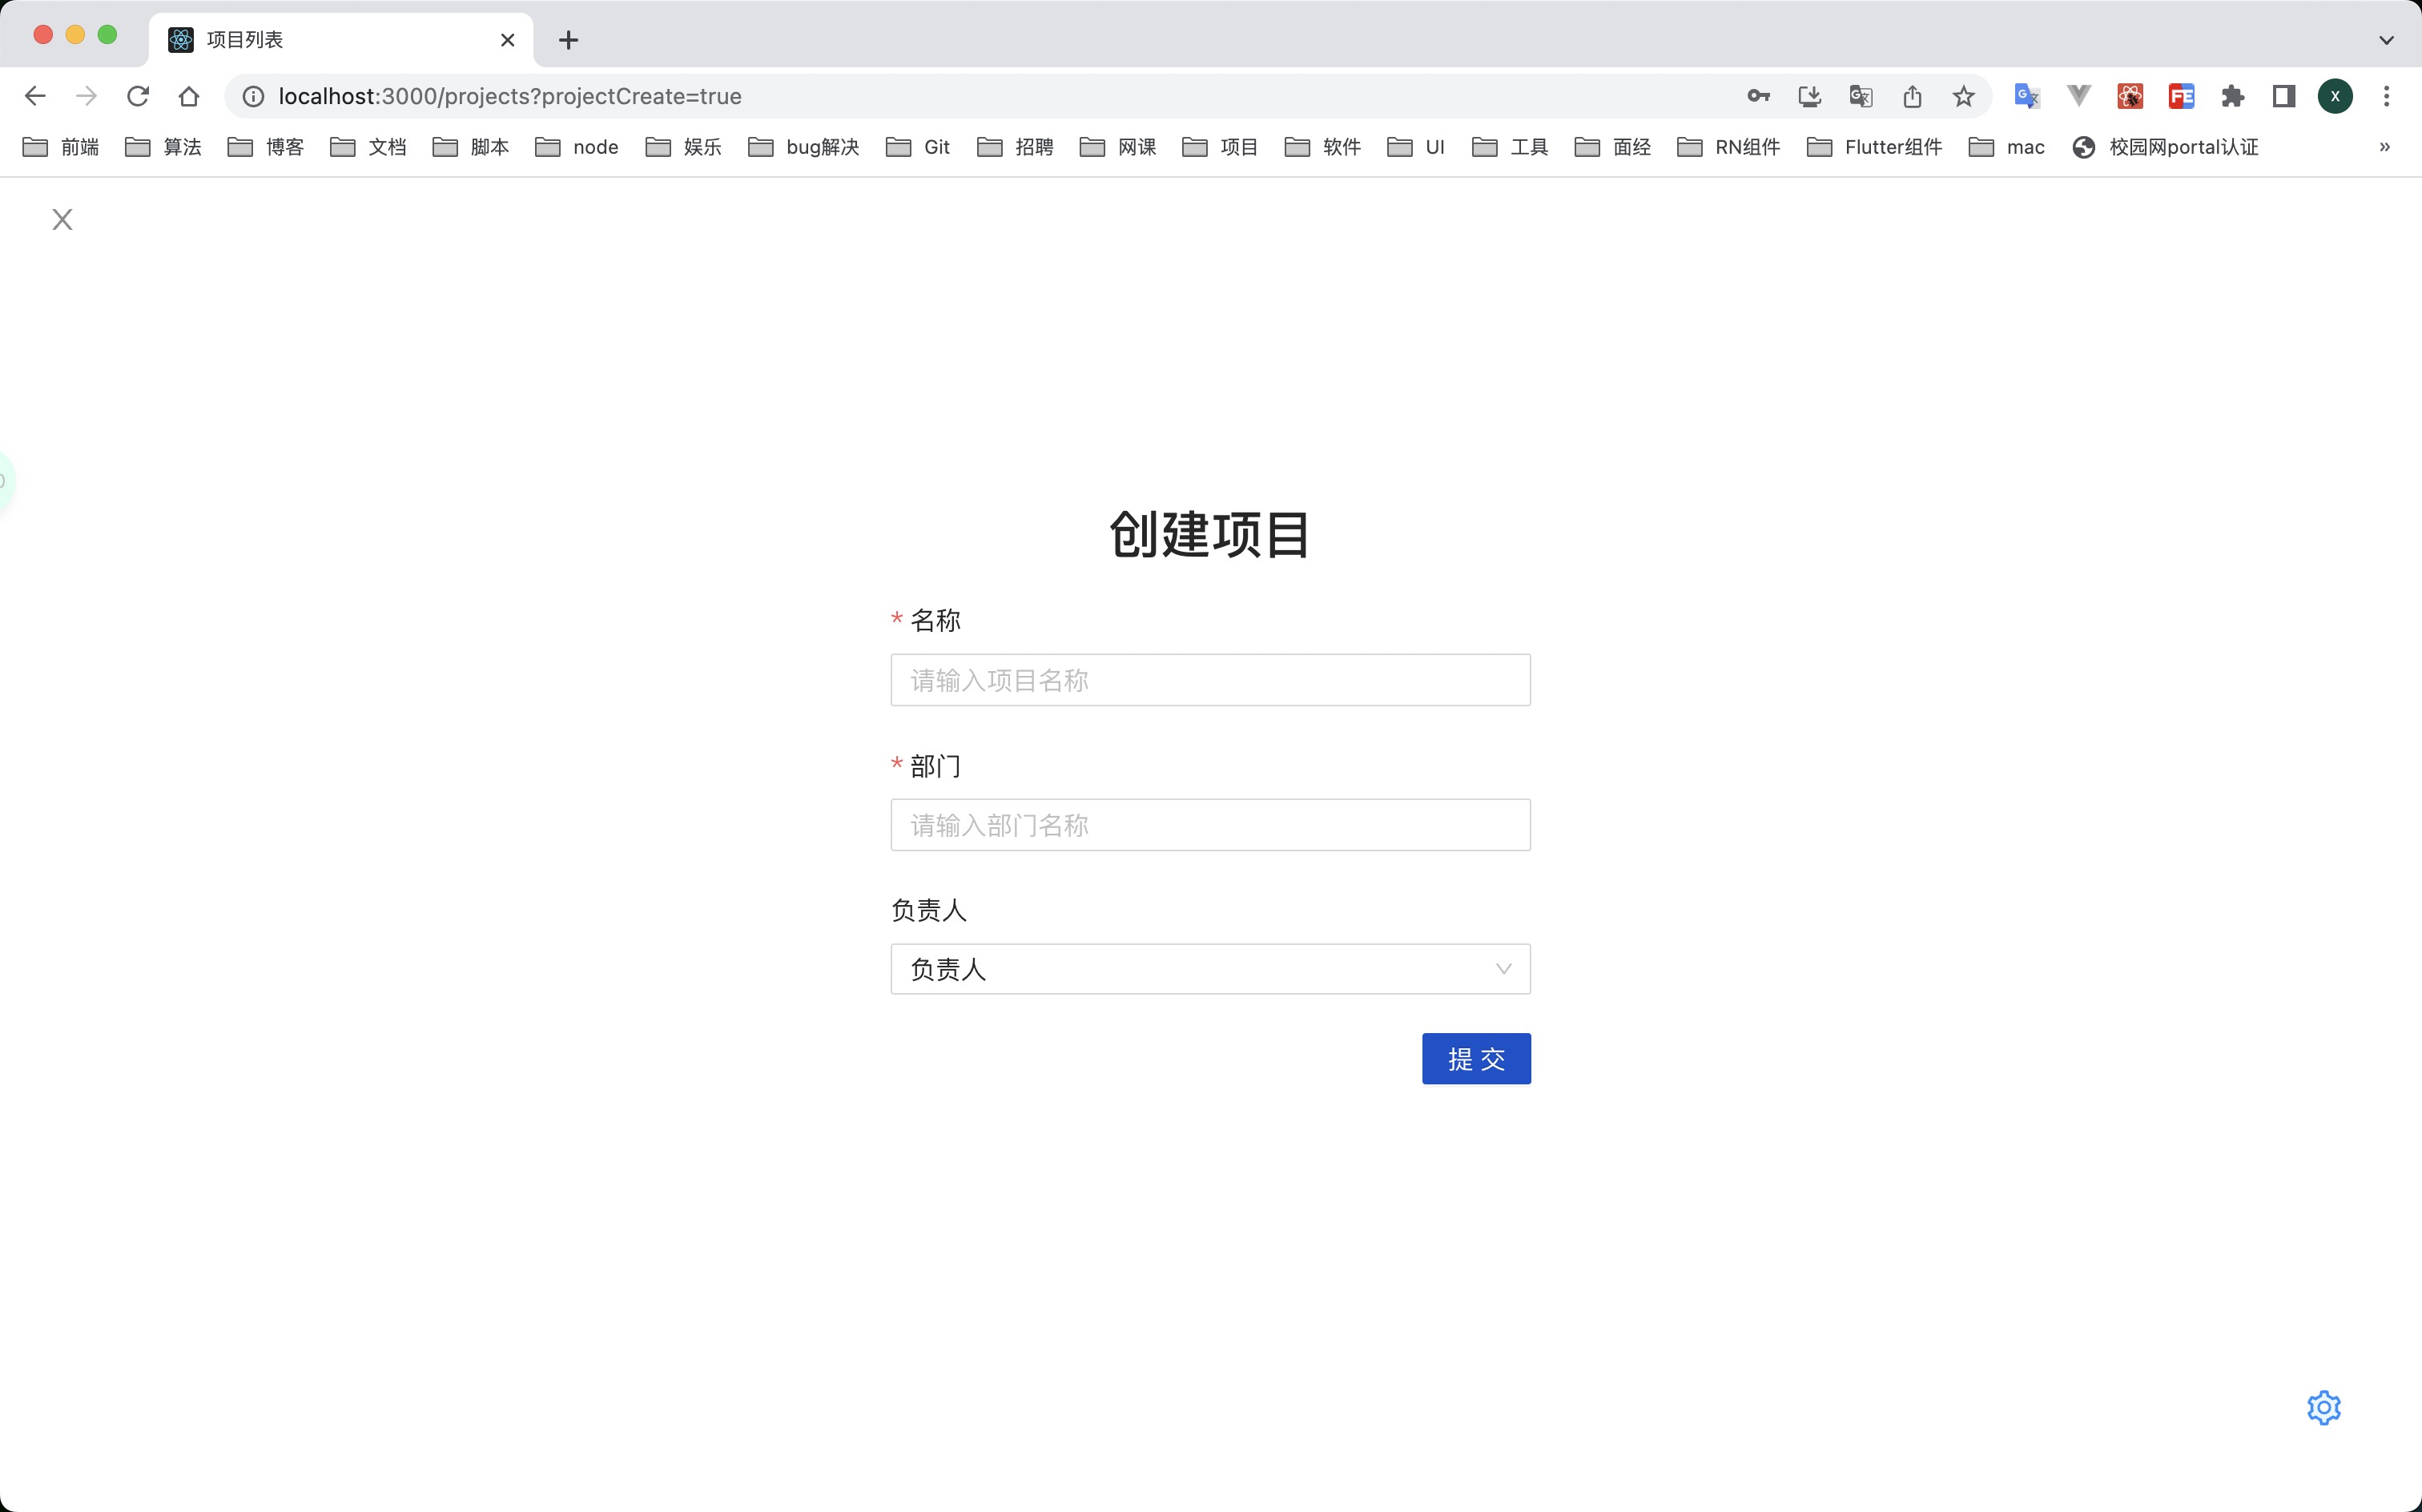 项目列表
localhost:3000/projects?projectCreate=true
前端 算法 博客 文档 脚本 node 娱乐 bug解决 Git 招聘 网课 项目 软件 UI 工具 面经 RN组件 Flutter组件 mac 校园网portal认证 »
创建项目
* 名称
请输入项目名称
* 部门
请输入部门名称
负责人
负责人
提交